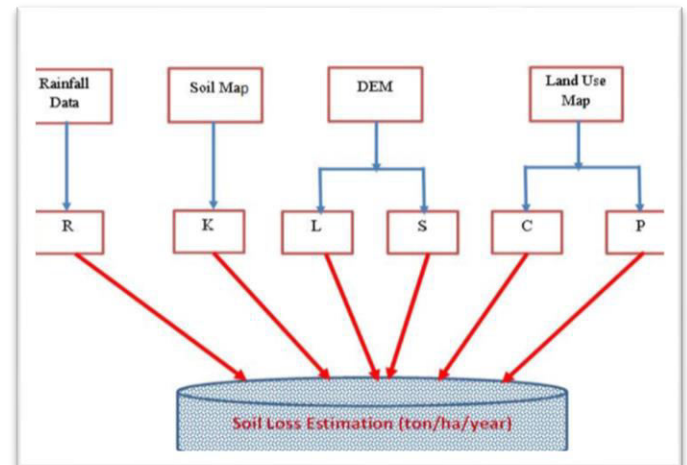 Rainfall
Data
Soil Map
DEM
Land Use
Map
R
K
L
S
C
P
Soil Loss Estimation (ton/ha/year)